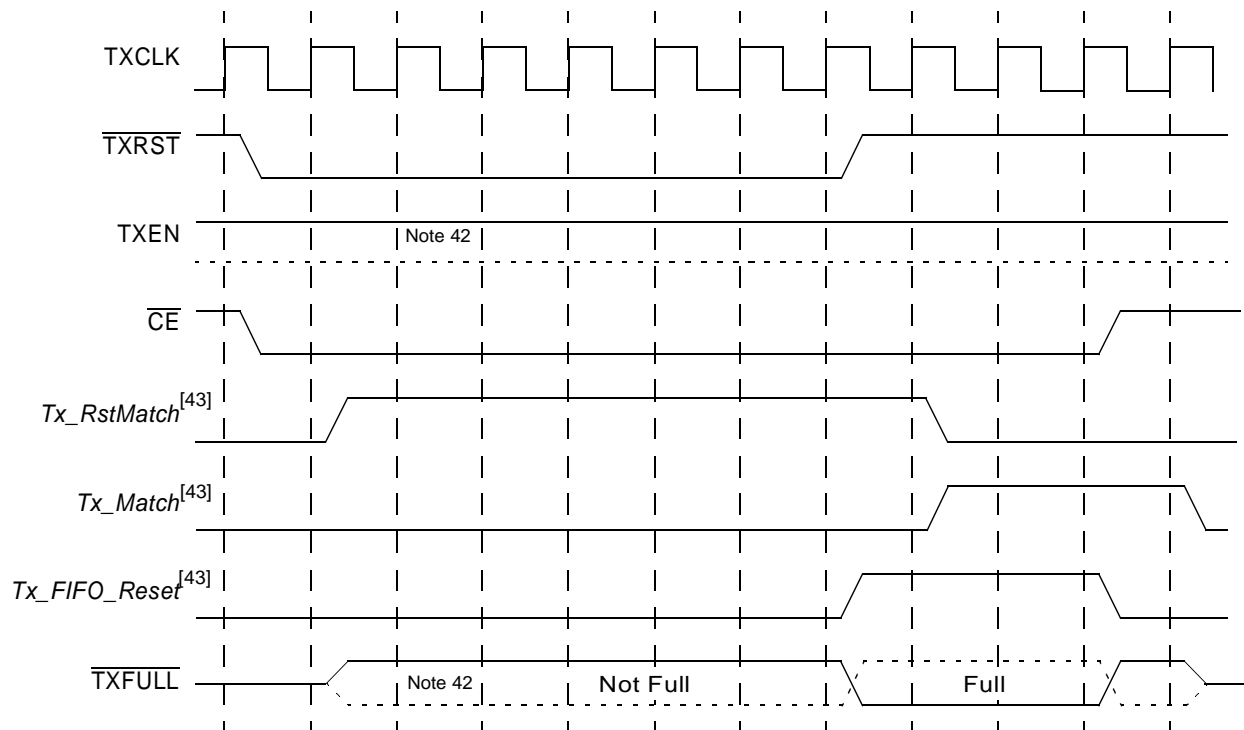 TXCLK
TXRST
TXEN
Note 42
CE
Tx_RstMatch[43]
Tx_Match[43]
Tx_FIFO_Reset[43]
TXFULL
Note 42
Not Full
Full